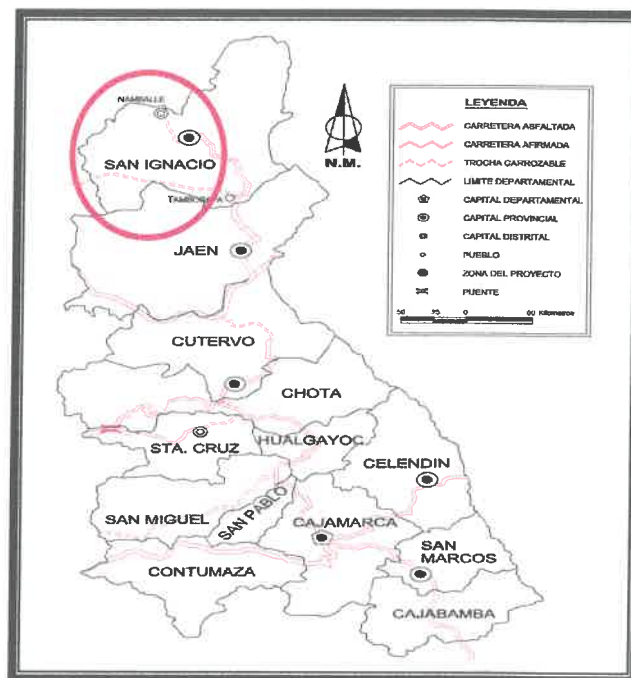 NAMBALLE
SAN IGNACIO
TAMBORAPA
JAEN
CUTERVO
CHOTA
STA. CRUZ
HUALGAYOC
CELENDIN
SAN MIGUEL
SAN PABLO
CAJAMARCA
SAN
MARCOS
CONTUMAZA
CAJABAMBA
N.M.
LEYENDA
CARRETERA ASFALTADA
CARRETERA AFIRMADA
TROCHA CARROZABLE
LIMITE DEPARTAMENTAL
CAPITAL DEPARTAMENTAL
CAPITAL PROVINCIAL
CAPITAL DISTRITAL
PUEBLO
ZONA DEL PROYECTO
PUENTE
0
Kilometros